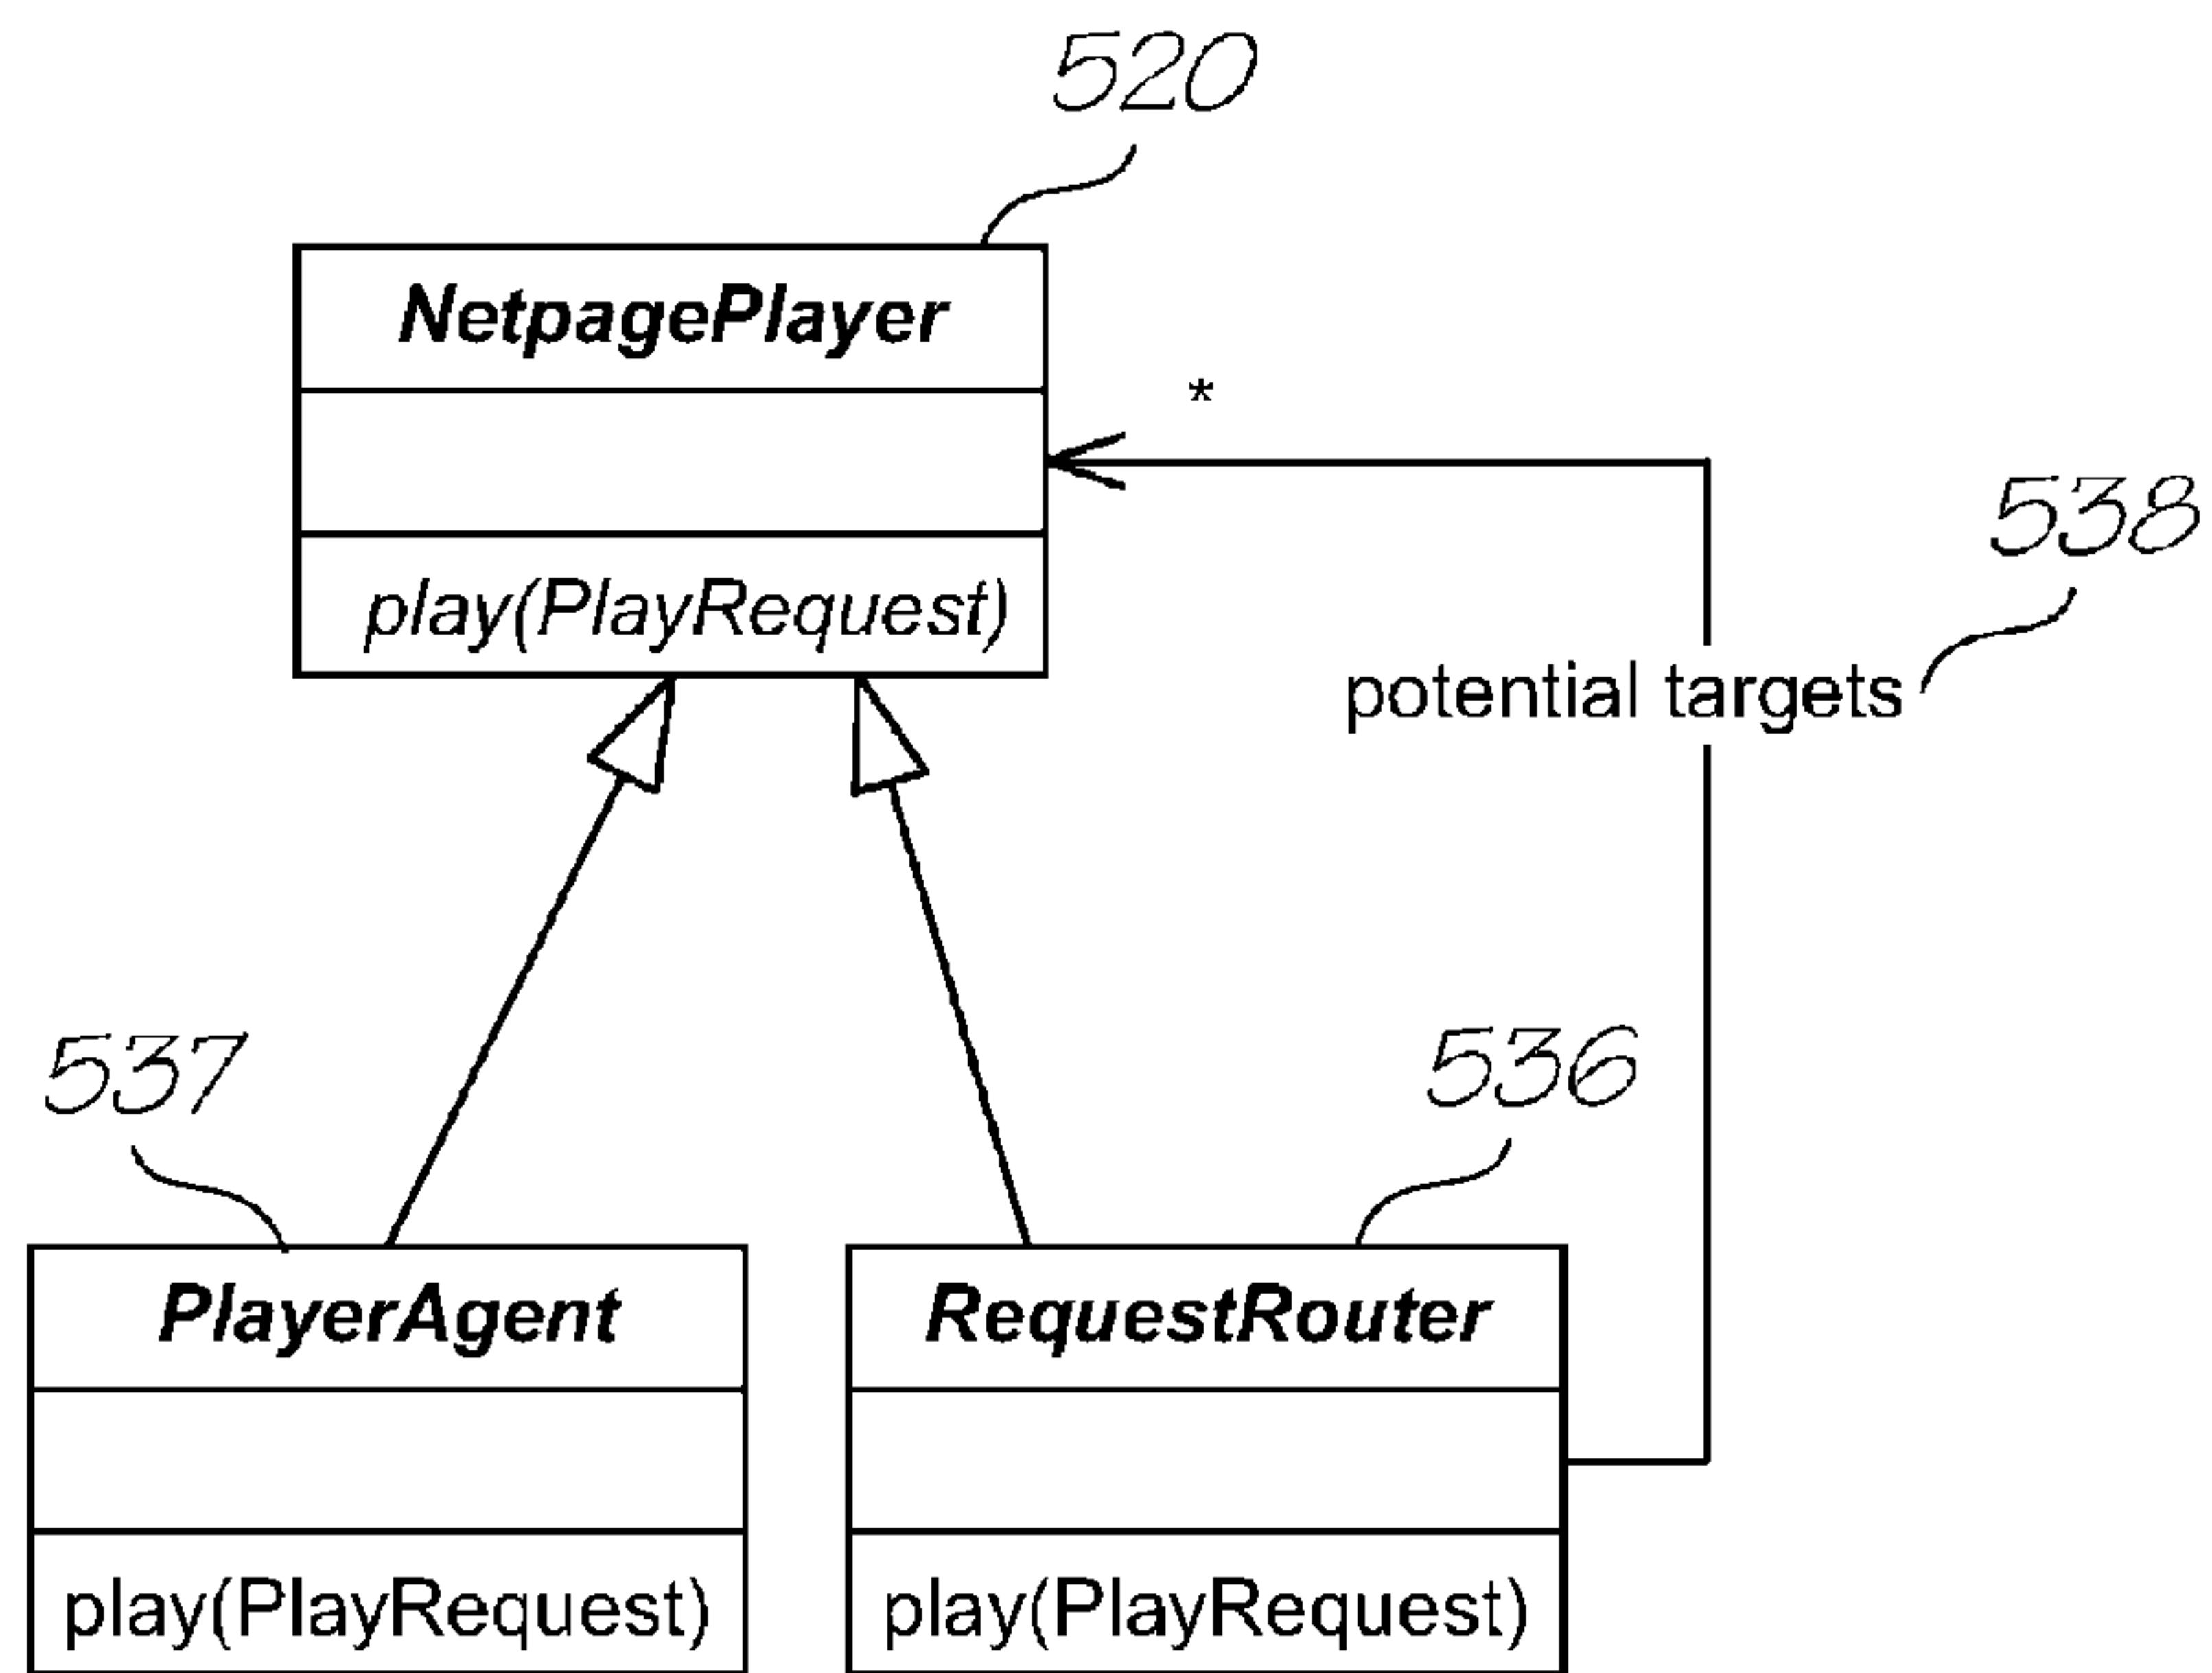 520
NetpagePlayer
*
538
play(PlayRequest)
potential targets
537
536
PlayerAgent
RequestRouter
play(PlayRequest)
play(PlayRequest)